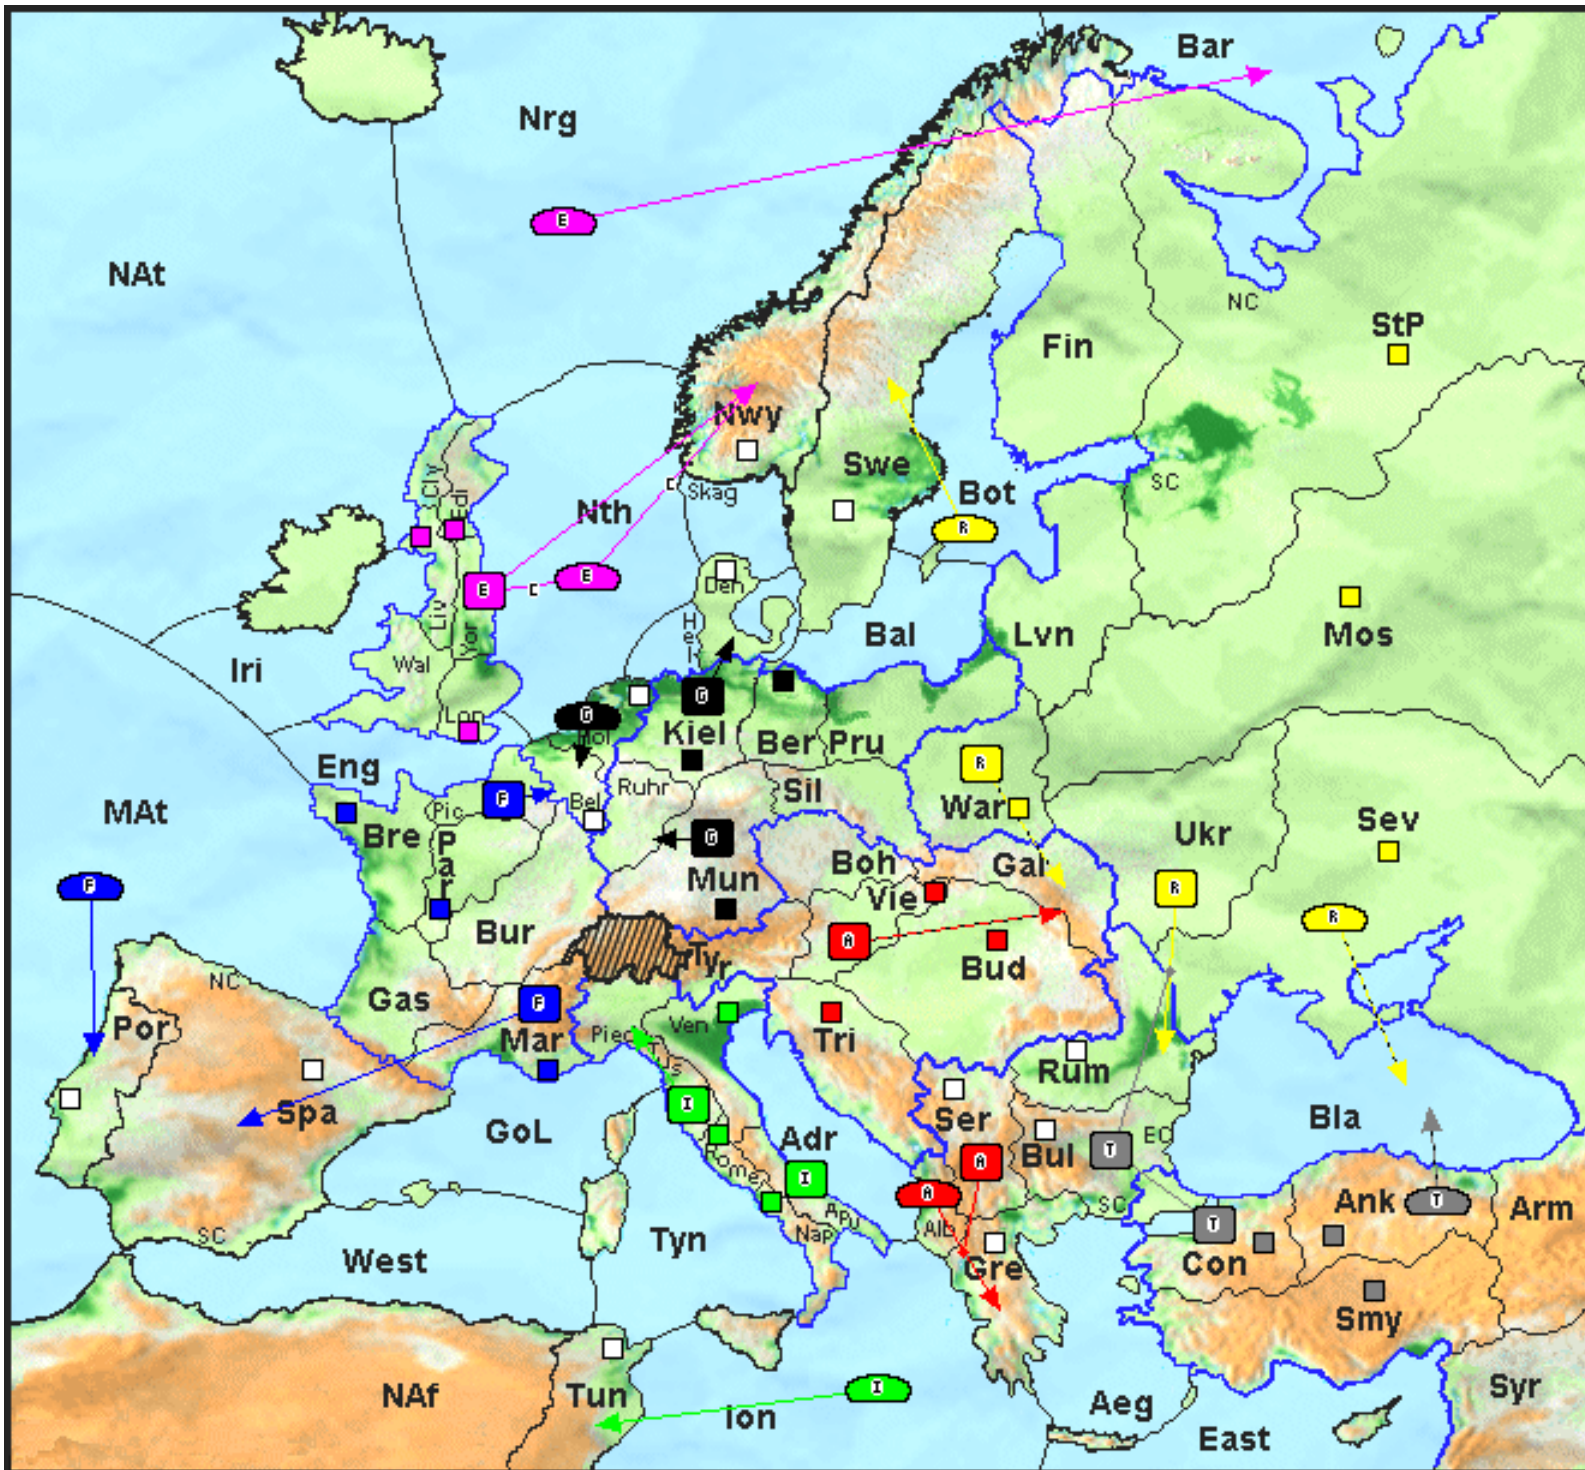 Bar
Nrg
NAt
NC
StP
Fin
Nwy
Swe
SC
Skag
Bot
Nth
Cly
Edi
E
E
E
C
C
R
Den
Hel
Liv
Yor
Wal
Iri
Bal
Lvn
Mos
Lon
G
G
Hol
Kiel
Ber
Pru
Eng
R
War
Ruhr
Sil
F
Pic
Bel
MAt
Bre
Par
G
Mun
Boh
Gal
Ukr
Sev
F
Vie
R
R
Bur
A
Bud
Tyr
NC
Gas
F
Mar
Por
Pied
Ven
Tus
Tri
Rum
Spa
I
GoL
Rome
Adr
Ser
Bul
T
EC
Bla
A
A
I
Apu
Nap
Alb
SC
SC
Ank
T
Arm
T
Con
West
Tyn
Gre
Smy
NAf
Tun
I
Ion
Aeg
East
Syr